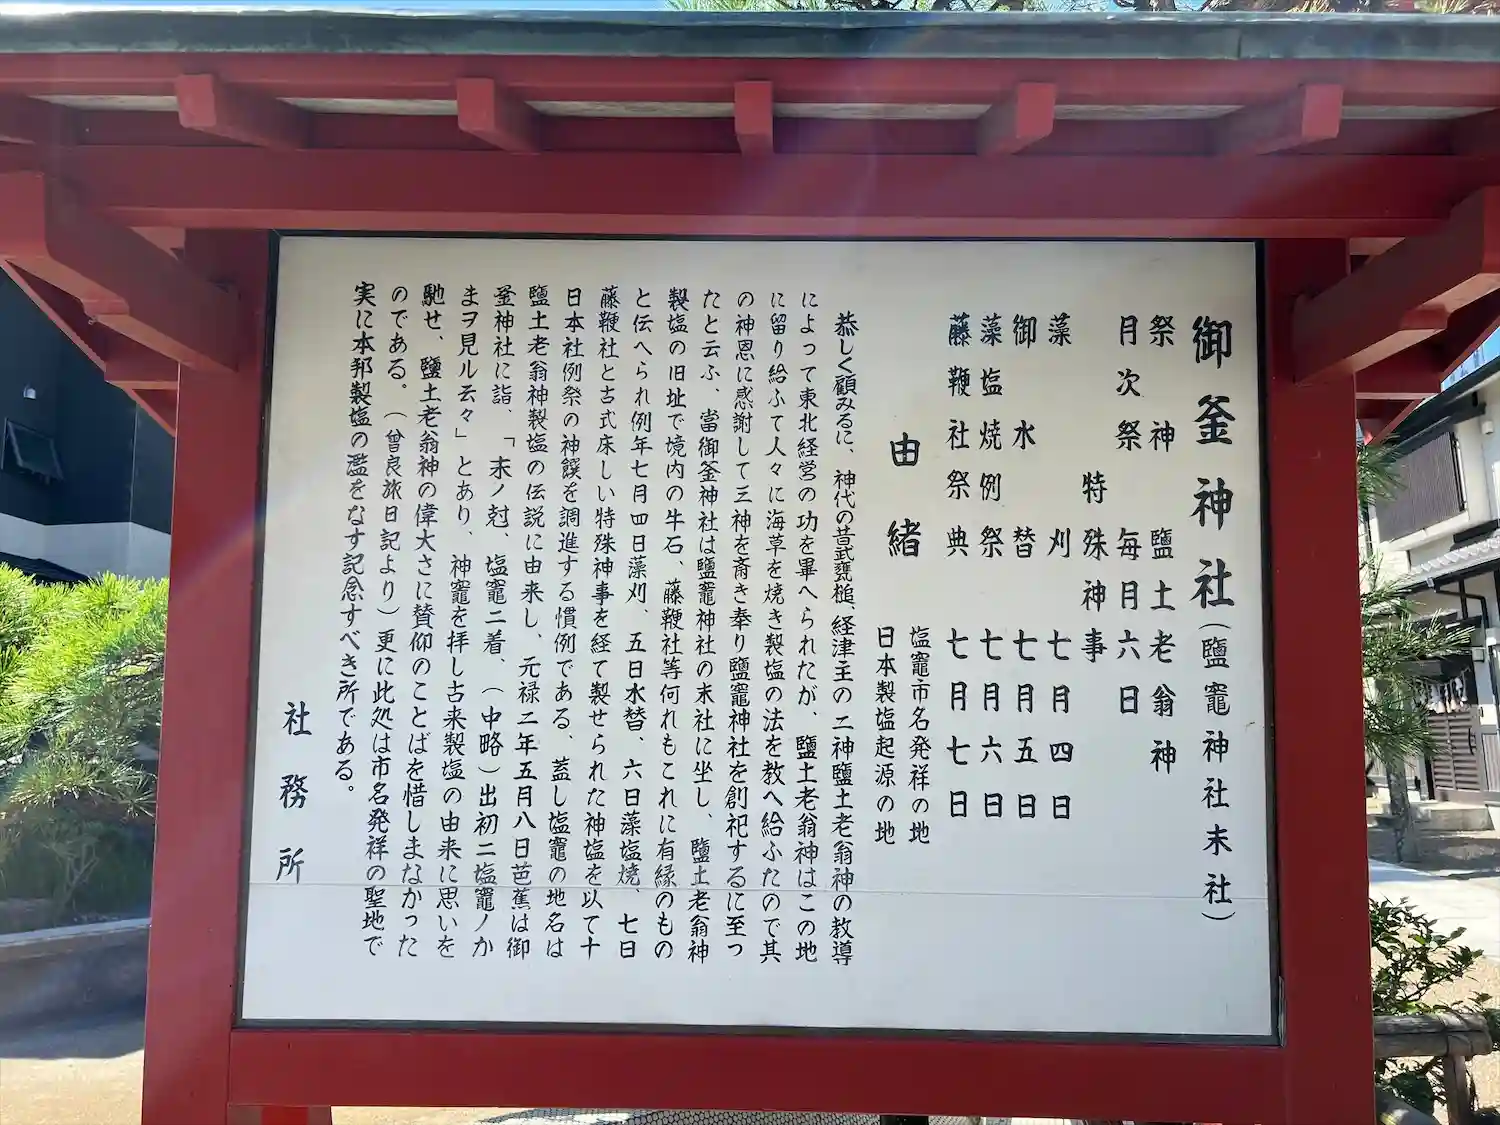 御釜神社(鹽竈神社末社)
祭神 鹽土老翁神
月次祭 毎月六日
特殊神事
藻刈 七月四日
御水替 七月五日
藻塩焼例祭 七月六日
藤鞭社祭典 七月七日
塩竈市名発祥の地
日本製塩起源の地
由緒
恭しく顧みるに、神代の昔武甕槌、経津主の二神鹽土老翁神の教導
によって東北経営の功を畢へられたが、鹽土老翁神はこの地
に留り給ふて人々に海草を焼き製塩の法を教へ給ふたので其
の神恩に感謝して三神を斎き奉り鹽竈神社を創祀するに至っ
たと云ふ、當御釜神社は鹽竈神社の末社に坐し、鹽土老翁神
製塩の旧址で境内の牛石、藤鞭社等何れもこれに有縁のもの
と伝へられ例年七月四日藻刈、五日水替、六日藻塩焼、七日
藤鞭社と古式床しい特殊神事を経て製せられた神塩を以て十
日本社例祭の神饌を調進する慣例である、蓋し塩竈の地名は
鹽土老翁神製塩の伝説に由来し、元禄二年五月八日芭蕉は御
釜神社に詣、「末ノ尅、塩竈ニ着、(中略)出初ニ塩竈ノか
まヲ見ル云々」とあり、神竈を拝し古来製塩の由来に思いを
馳せ、鹽土老翁神の偉大さに賛仰のことばを惜しまなかった
のである。(曾良旅日記より)更に此処は市名発祥の聖地で
実に本邦製塩の濫をなす記念すべき所である。
社務所